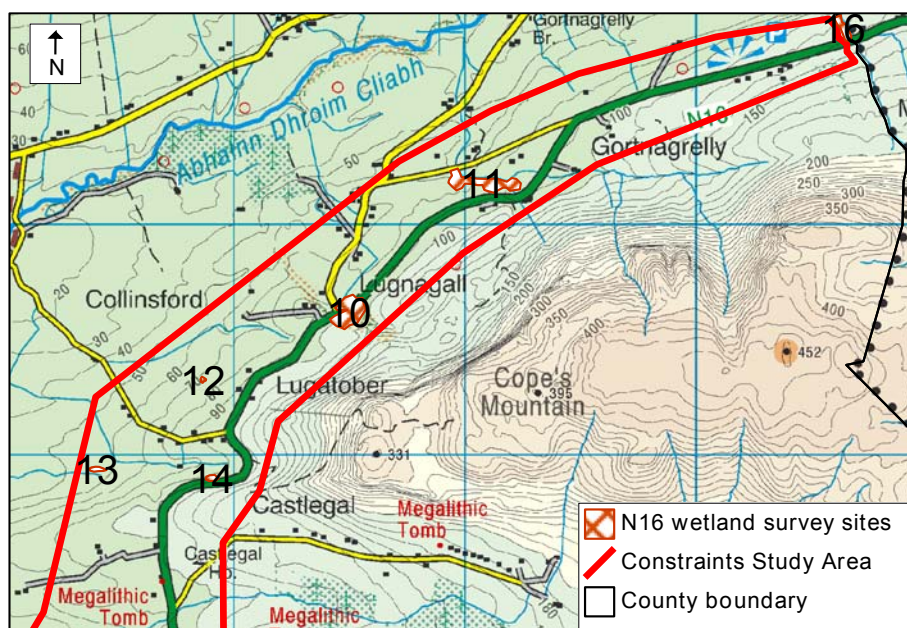 N
60
Gortnagrelly
Br.
16
P
40
30
Abhainn Dhroim Cliabh
50
100
150
N16
Gortnagrelly
11
200
250
300
350
100
150
200
300
350
400
Lugnagall
10
Collinsford
20
30
40
50
60
12
90
Lugatober
Cope's
395
Mountain
400
452
331
13
14
Castlegal
Megalithic
Tomb
Castlegal
Ho.
Megalithic
Tomb
Megalithic
60
N16 wetland survey sites
Constraints Study Area
County boundary